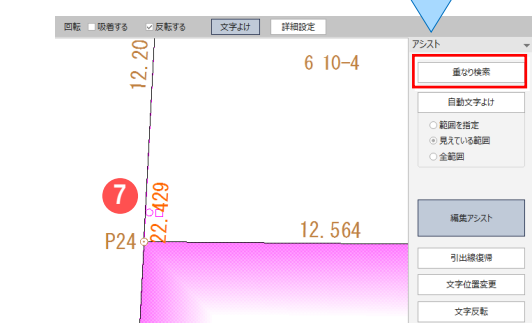 回転 吸着する 反転する 文字よけ 詳細設定
アシスト
重なり検索
自動文字よけ
範囲を指定
見えている範囲
全範囲
編集アシスト
引出線復帰
文字位置変更
文字反転
12.20
6 10-4
7
22.429
P24
12.564